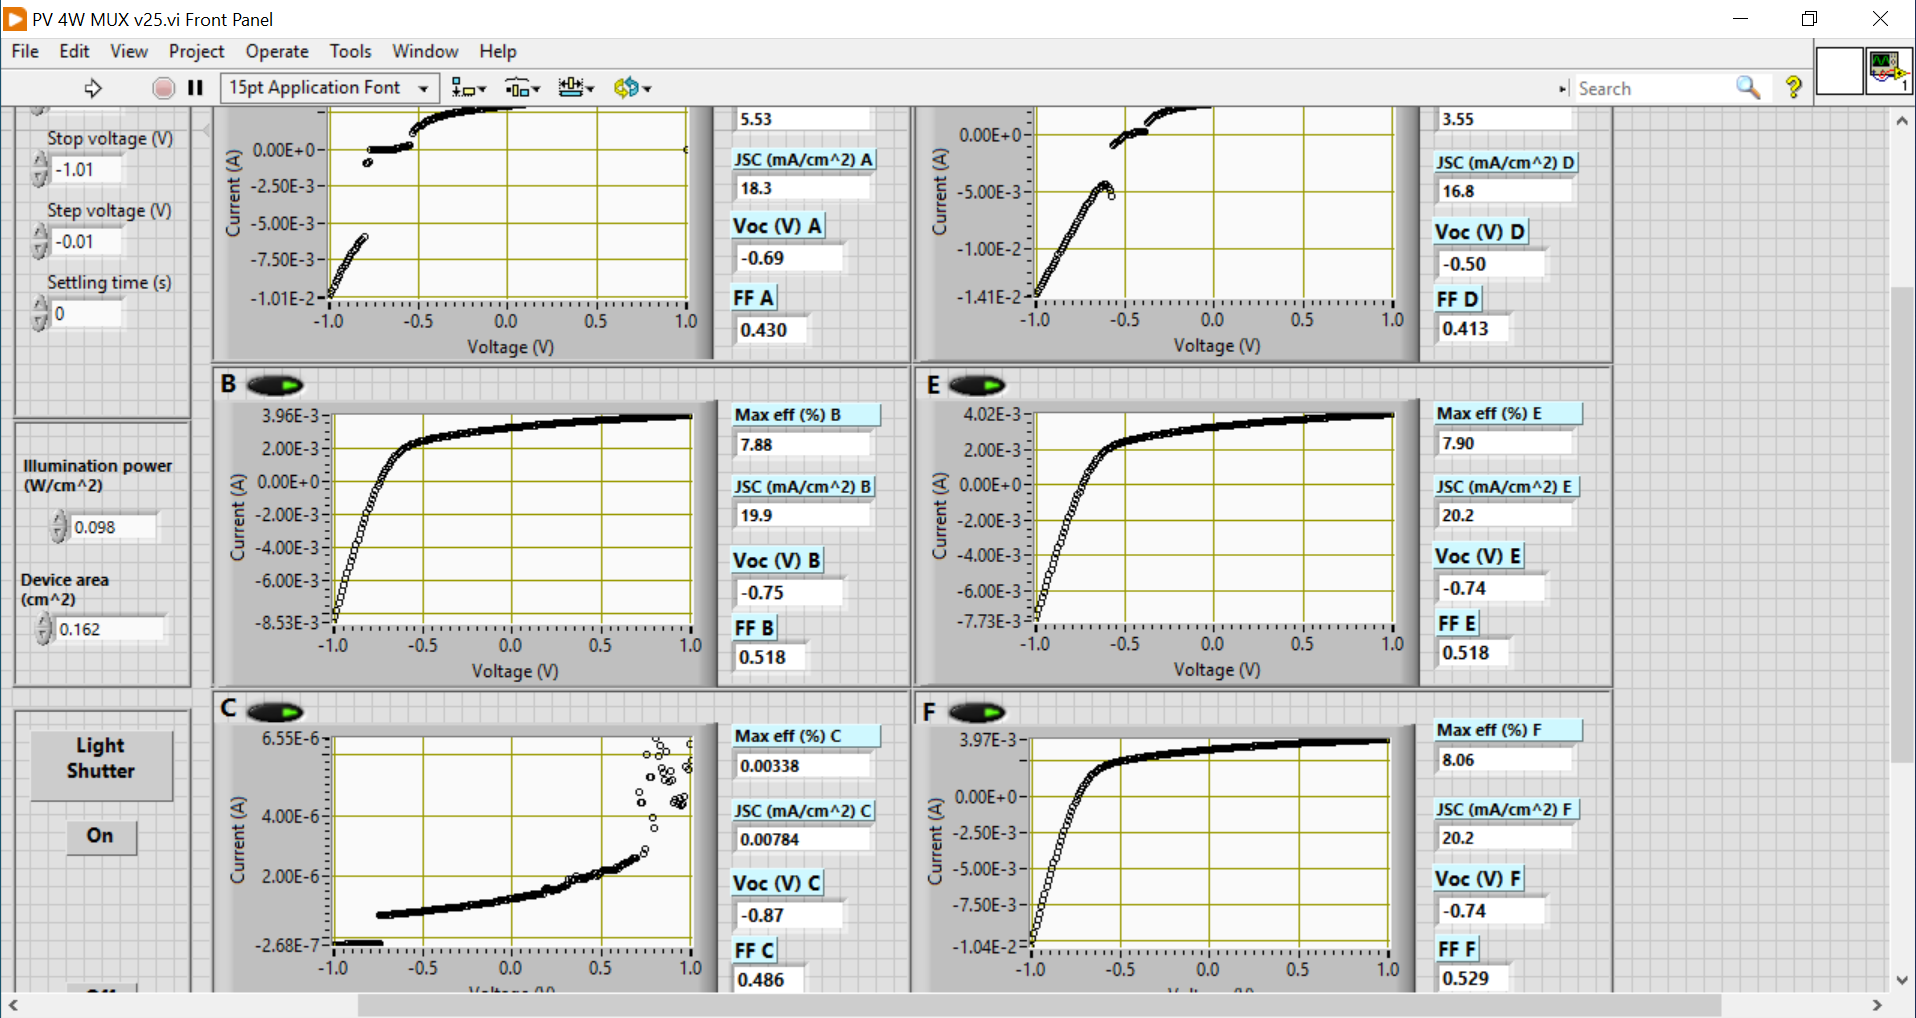 PV 4W MUX v25.vi Front Panel
File Edit View Project Operate Tools Window Help
15pt Application Font
Search
1
Stop voltage (V)
-1.01
Step voltage (V)
-0.01
Settling time (s)
0
Illumination power
(W/cm^2)
0.098
Device area
(cm^2)
0.162
Light
Shutter
On
Current (A)
0.00E+0
-2.50E-3
-5.00E-3
-7.50E-3
-1.01E-2
-1.0 -0.5 0.0 0.5 1.0
Voltage (V)
5.53
JSC (mA/cm^2) A
18.3
Voc (V) A
-0.69
FF A
0.430
Current (A)
0.00E+0
-5.00E-3
-1.00E-2
-1.41E-2
-1.0 -0.5 0.0 0.5 1.0
Voltage (V)
3.55
JSC (mA/cm^2) D
16.8
Voc (V) D
-0.50
FF D
0.413
B
Current (A)
3.96E-3
2.00E-3
0.00E+0
-2.00E-3
-4.00E-3
-6.00E-3
-8.53E-3
-1.0 -0.5 0.0 0.5 1.0
Voltage (V)
Max eff (%) B
7.88
JSC (mA/cm^2) B
19.9
Voc (V) B
-0.75
FF B
0.518
E
Current (A)
4.02E-3
2.00E-3
0.00E+0
-2.00E-3
-4.00E-3
-6.00E-3
-7.73E-3
-1.0 -0.5 0.0 0.5 1.0
Voltage (V)
Max eff (%) E
7.90
JSC (mA/cm^2) E
20.2
Voc (V) E
-0.74
FF E
0.518
C
Current (A)
6.55E-6
4.00E-6
2.00E-6
-2.68E-7
-1.0 -0.5 0.0 0.5 1.0
Voltage (V)
Max eff (%) C
0.00338
JSC (mA/cm^2) C
0.00784
Voc (V) C
-0.87
FF C
0.486
F
Current (A)
3.97E-3
0.00E+0
-2.50E-3
-5.00E-3
-7.50E-3
-1.04E-2
-1.0 -0.5 0.0 0.5 1.0
Max eff (%) F
8.06
JSC (mA/cm^2) F
20.2
Voc (V) F
-0.74
FF F
0.529